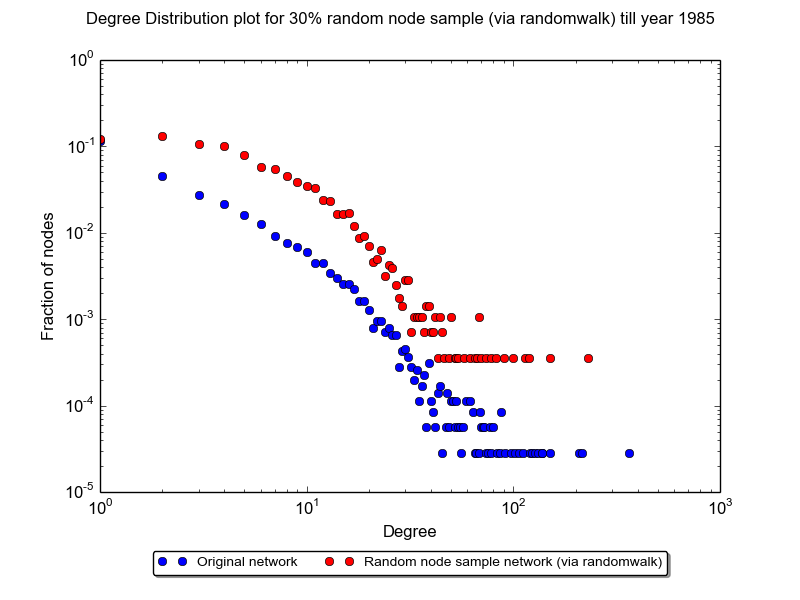 Degree Distribution plot for 30% random node sample (via randomwalk) till year 1985
10^0
10^-1
10^-2
10^-3
10^-4
10^-5
Fraction of nodes
10^0 10^1 10^2 10^3
Degree
Original network Random node sample network (via randomwalk)